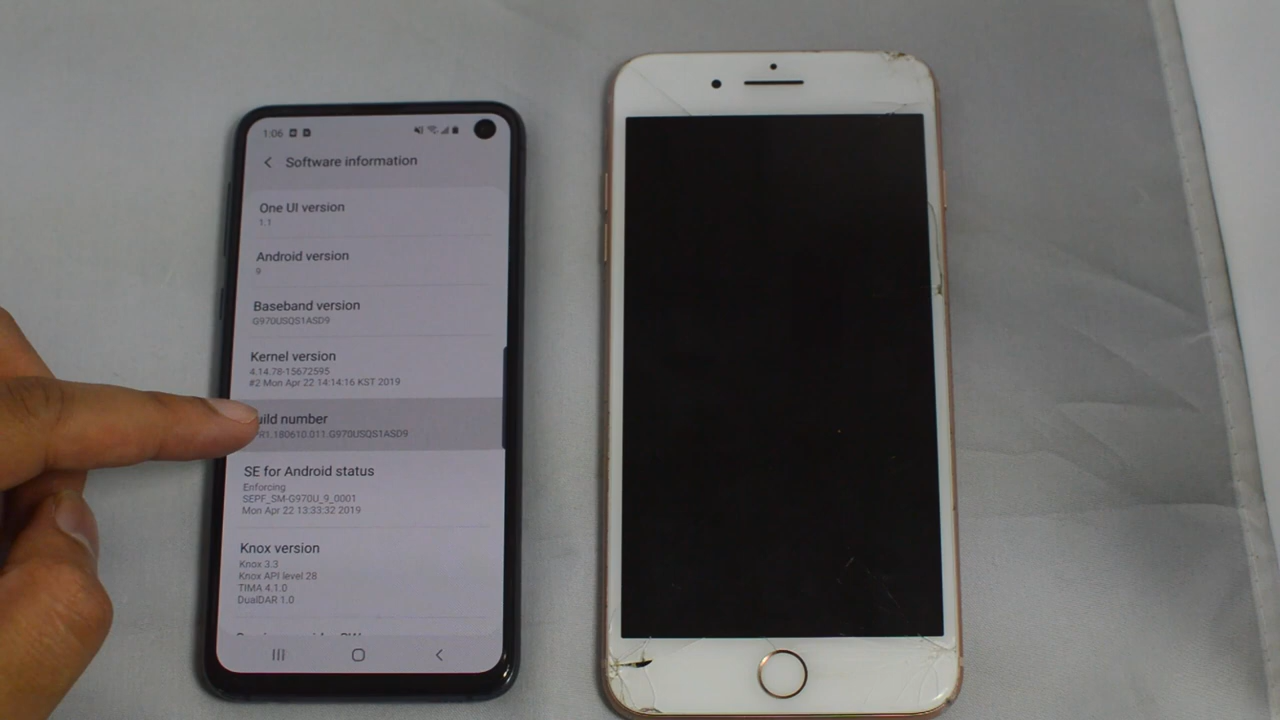 1:06
Software information
One UI version
1.1
Android version
9
Baseband version
G970USQS1ASD9
Kernel version
4.14.78-15672595
#2 Mon Apr 22 14:14:16 KST 2019
uild number
R1.180610.011.G970USQS1ASD9
SE for Android status
Enforcing
SEPF_SM-G970U_9_0001
Mon Apr 22 13:33:32 2019
Knox version
Knox 3.3
Knox API level 28
TIMA 4.1.0
DualDAR 1.0